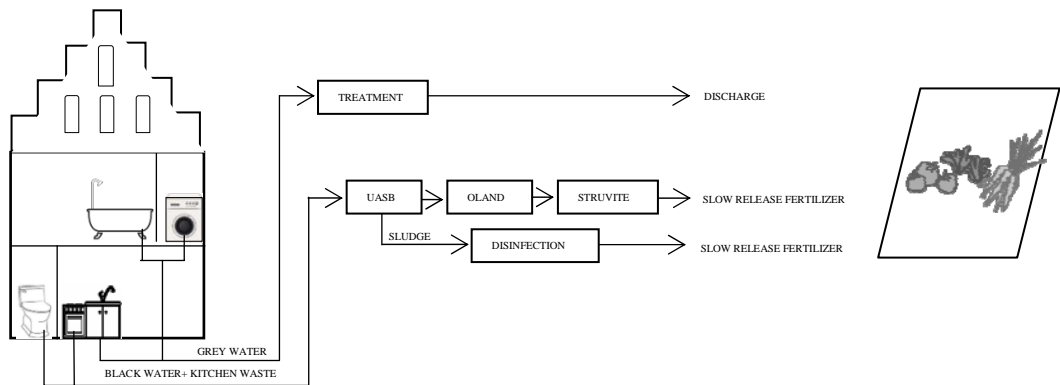 TREATMENT
DISCHARGE
UASB
OLAND
STRUVITE
SLOW RELEASE FERTILIZER
SLUDGE
DISINFECTION
SLOW RELEASE FERTILIZER
GREY WATER
BLACK WATER+ KITCHEN WASTE